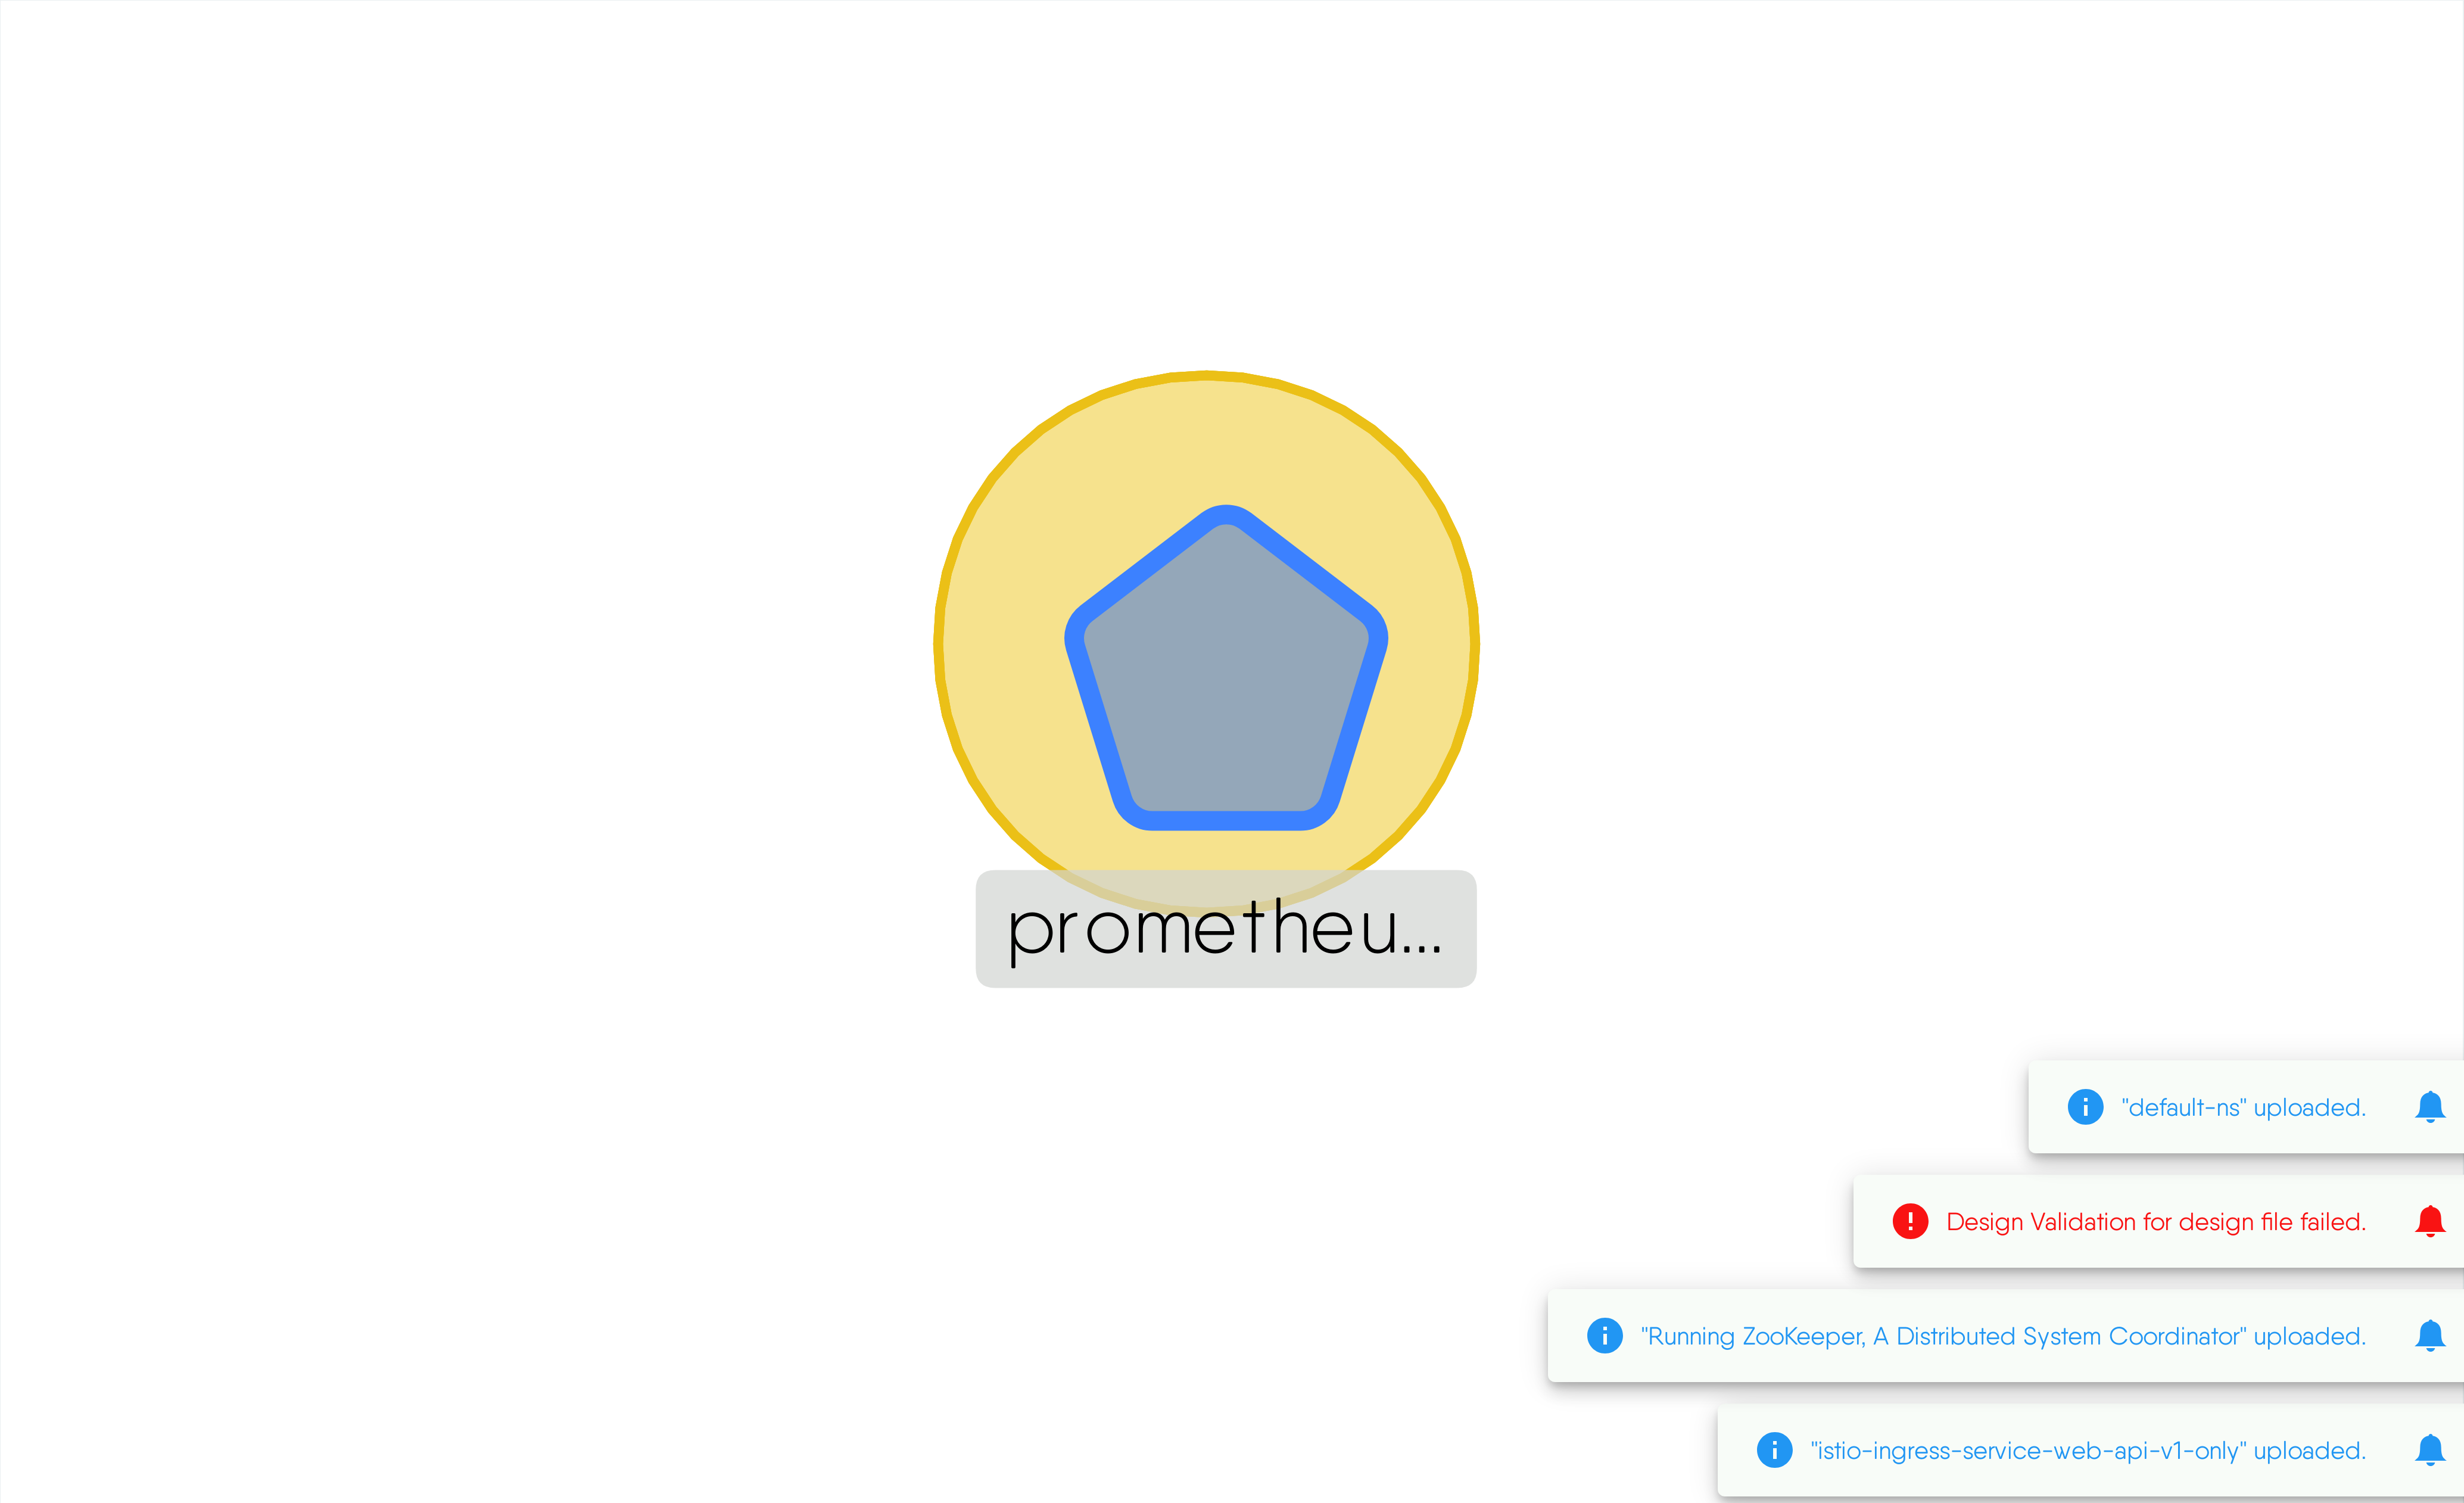 prometheu...
"default-ns" uploaded.
Design Validation for design file failed.
"Running ZooKeeper, A Distributed System Coordinator" uploaded.
"istio-ingress-service-web-api-v1-only" uploaded.